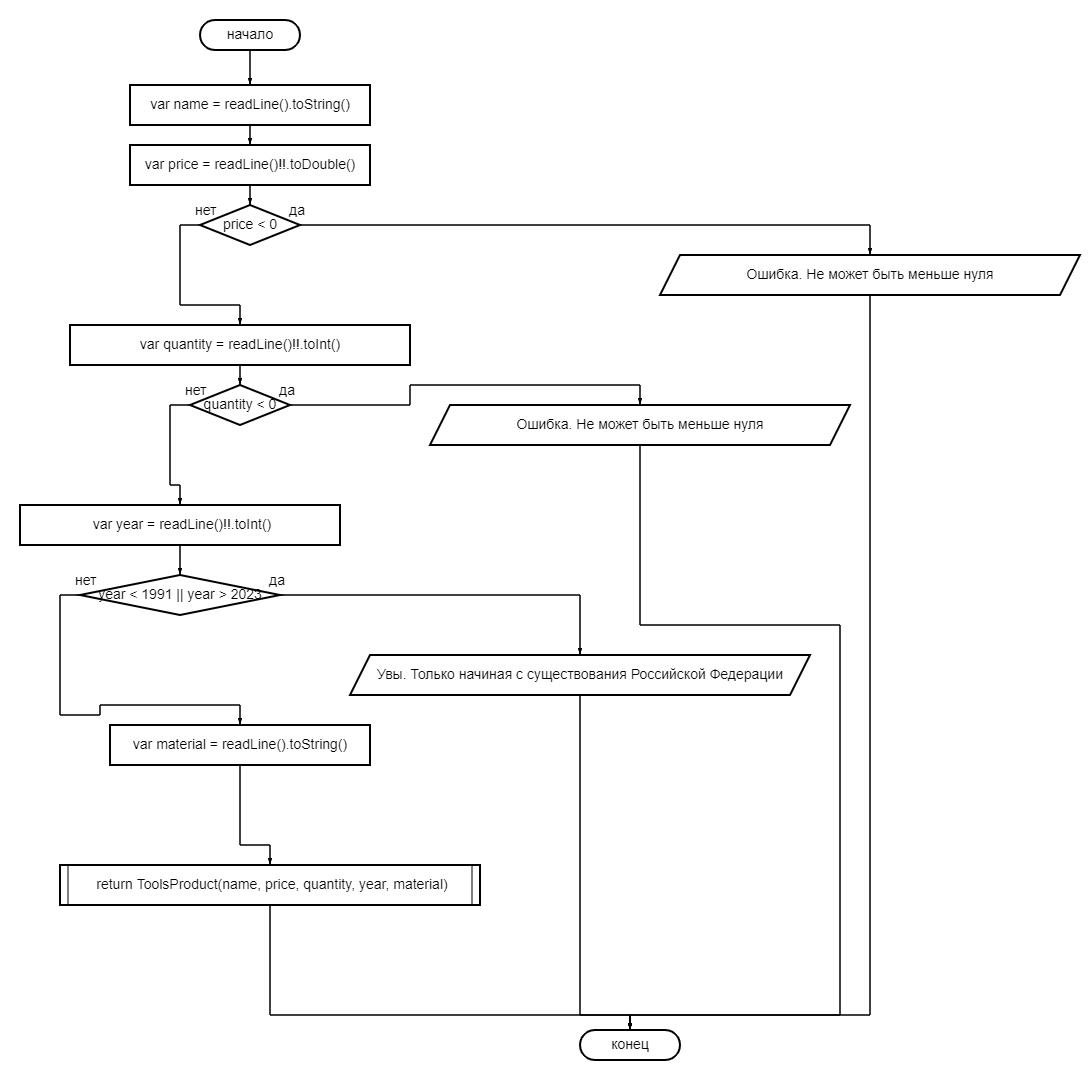 начало
var name = readLine().toString()
var price = readLine()!!.toDouble()
нет
да
price < 0
Ошибка. Не может быть меньше нуля
var quantity = readLine()!!.toInt()
нет
да
quantity < 0
Ошибка. Не может быть меньше нуля
var year = readLine()!!.toInt()
нет
да
year < 1991 || year > 2023
Увы. Только начиная с существования Российской Федерации
var material = readLine().toString()
return ToolsProduct(name, price, quantity, year, material)
конец